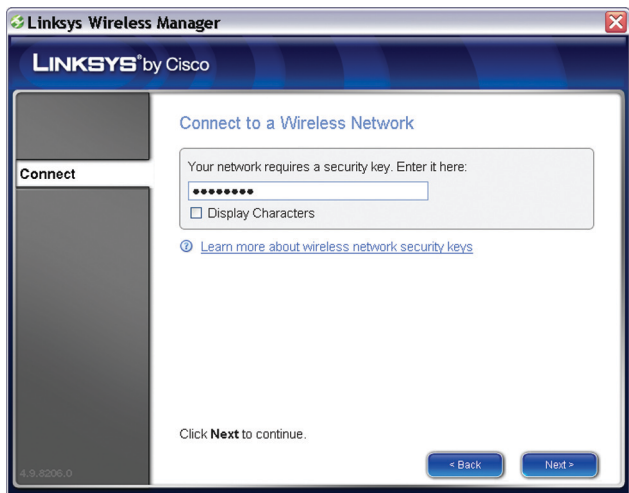 Linksys Wireless Manager
LINKSYS® by Cisco
Connect to a Wireless Network
Connect
Your network requires a security key. Enter it here:
••••••••
Display Characters
Learn more about wireless network security keys
Click Next to continue.
4.9.8206.0
< Back
Next >